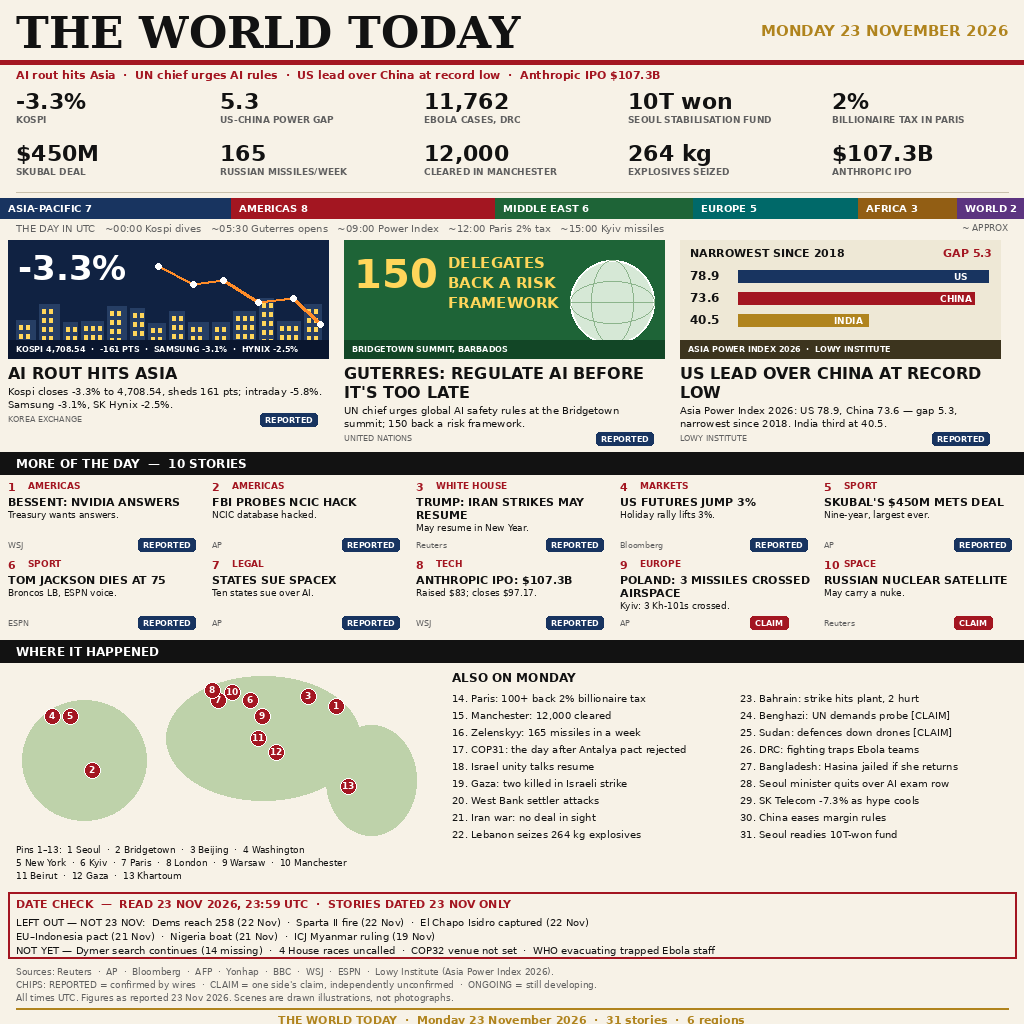 THE WORLD TODAY
MONDAY 23 NOVEMBER 2026
AI rout hits Asia · UN chief urges AI rules · US lead over China at record low · Anthropic IPO $107.3B
-3.3%
KOSPI
5.3
US-CHINA POWER GAP
11,762
EBOLA CASES, DRC
10T won
SEOUL STABILISATION FUND
2%
BILLIONAIRE TAX IN PARIS
$450M
SKUBAL DEAL
165
RUSSIAN MISSILES/WEEK
12,000
CLEARED IN MANCHESTER
264 kg
EXPLOSIVES SEIZED
$107.3B
ANTHROPIC IPO
ASIA-PACIFIC 7
AMERICAS 8
MIDDLE EAST 6
EUROPE 5
AFRICA 3
WORLD 2
THE DAY IN UTC ~00:00 Kospi dives ~05:30 Guterres opens ~09:00 Power Index ~12:00 Paris 2% tax ~15:00 Kyiv missiles
~ APPROX
-3.3%
KOSPI 4,708.54 · -161 PTS · SAMSUNG -3.1% · HYNIX -2.5%
AI ROUT HITS ASIA
Kospi closes -3.3% to 4,708.54, sheds 161 pts; intraday -5.8%.
Samsung -3.1%, SK Hynix -2.5%.
KOREA EXCHANGE
REPORTED
150
DELEGATES
BACK A RISK
FRAMEWORK
BRIDGETOWN SUMMIT, BARBADOS
GUTERRES: REGULATE AI BEFORE
IT'S TOO LATE
UN chief urges global AI safety rules at the Bridgetown
summit; 150 back a risk framework.
UNITED NATIONS
REPORTED
NARROWEST SINCE 2018
GAP 5.3
78.9
US
73.6
CHINA
40.5
INDIA
ASIA POWER INDEX 2026 · LOWY INSTITUTE
US LEAD OVER CHINA AT RECORD
LOW
Asia Power Index 2026: US 78.9, China 73.6 — gap 5.3,
narrowest since 2018. India third at 40.5.
LOWY INSTITUTE
REPORTED
MORE OF THE DAY — 10 STORIES
1 AMERICAS
BESSENT: NVIDIA ANSWERS
Treasury wants answers.
WSJ
REPORTED
2 AMERICAS
FBI PROBES NCIC HACK
NCIC database hacked.
AP
REPORTED
3 WHITE HOUSE
TRUMP: IRAN STRIKES MAY
RESUME
May resume in New Year.
Reuters
REPORTED
4 MARKETS
US FUTURES JUMP 3%
Holiday rally lifts 3%.
Bloomberg
REPORTED
5 SPORT
SKUBAL'S $450M METS DEAL
Nine-year, largest ever.
AP
REPORTED
6 SPORT
TOM JACKSON DIES AT 75
Broncos LB, ESPN voice.
ESPN
REPORTED
7 LEGAL
STATES SUE SPACEX
Ten states sue over AI.
AP
REPORTED
8 TECH
ANTHROPIC IPO: $107.3B
Raised $83; closes $97.17.
WSJ
REPORTED
9 EUROPE
POLAND: 3 MISSILES CROSSED
AIRSPACE
Kyiv: 3 Kh-101s crossed.
AP
CLAIM
10 SPACE
RUSSIAN NUCLEAR SATELLITE
May carry a nuke.
Reuters
CLAIM
WHERE IT HAPPENED
8
7
10
6
3
1
4
5
9
11
12
2
13
Pins 1–13: 1 Seoul · 2 Bridgetown · 3 Beijing · 4 Washington
5 New York · 6 Kyiv · 7 Paris · 8 London · 9 Warsaw · 10 Manchester
11 Beirut · 12 Gaza · 13 Khartoum
ALSO ON MONDAY
14. Paris: 100+ back 2% billionaire tax
15. Manchester: 12,000 cleared
16. Zelenskyy: 165 missiles in a week
17. COP31: the day after Antalya pact rejected
18. Israel unity talks resume
19. Gaza: two killed in Israeli strike
20. West Bank settler attacks
21. Iran war: no deal in sight
22. Lebanon seizes 264 kg explosives
23. Bahrain: strike hits plant, 2 hurt
24. Benghazi: UN demands probe [CLAIM]
25. Sudan: defences down drones [CLAIM]
26. DRC: fighting traps Ebola teams
27. Bangladesh: Hasina jailed if she returns
28. Seoul minister quits over AI exam row
29. SK Telecom -7.3% as hype cools
30. China eases margin rules
31. Seoul readies 10T-won fund
DATE CHECK — READ 23 NOV 2026, 23:59 UTC · STORIES DATED 23 NOV ONLY
LEFT OUT — NOT 23 NOV: Dems reach 258 (22 Nov) · Sparta II fire (22 Nov) · El Chapo Isidro captured (22 Nov)
EU–Indonesia pact (21 Nov) · Nigeria boat (21 Nov) · ICJ Myanmar ruling (19 Nov)
NOT YET — Dymer search continues (14 missing) · 4 House races uncalled · COP32 venue not set · WHO evacuating trapped Ebola staff
Sources: Reuters · AP · Bloomberg · AFP · Yonhap · BBC · WSJ · ESPN · Lowy Institute (Asia Power Index 2026).
CHIPS: REPORTED = confirmed by wires · CLAIM = one side's claim, independently unconfirmed · ONGOING = still developing.
All times UTC. Figures as reported 23 Nov 2026. Scenes are drawn illustrations, not photographs.
THE WORLD TODAY · Monday 23 November 2026 · 31 stories · 6 regions